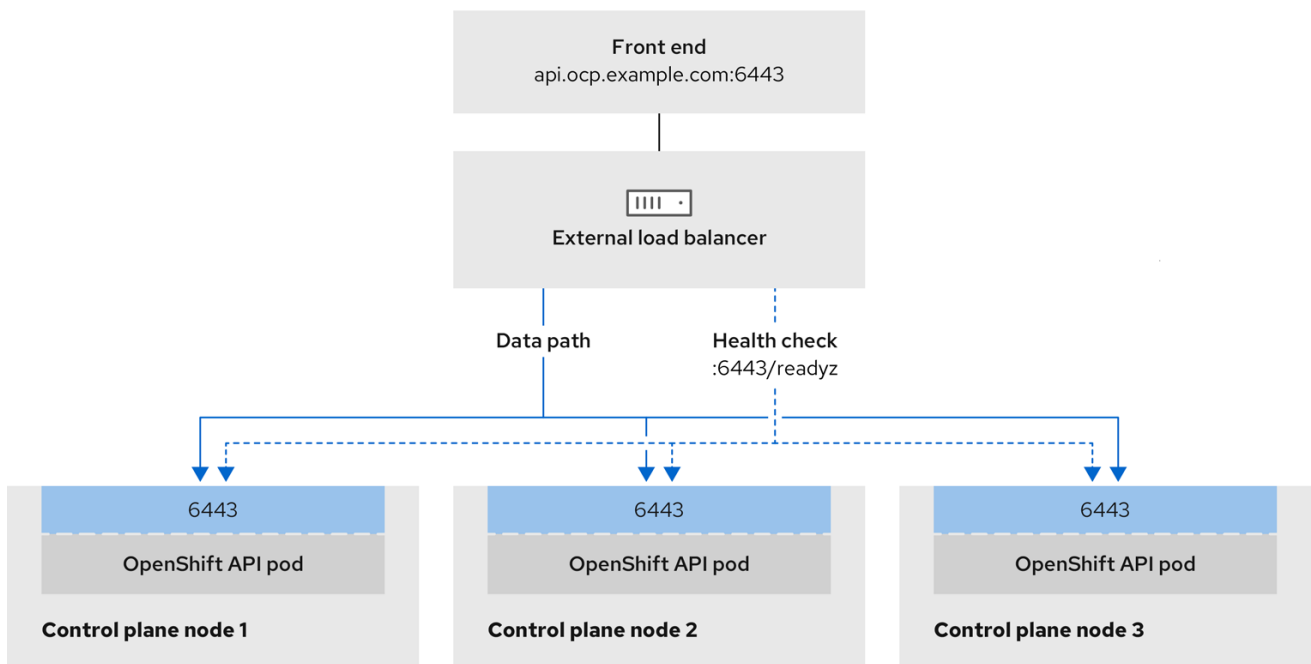 Front end
api.ocp.example.com:6443
External load balancer
Data path
Health check
:6443/readyz
6443
OpenShift API pod
Control plane node 1
6443
OpenShift API pod
Control plane node 2
6443
OpenShift API pod
Control plane node 3